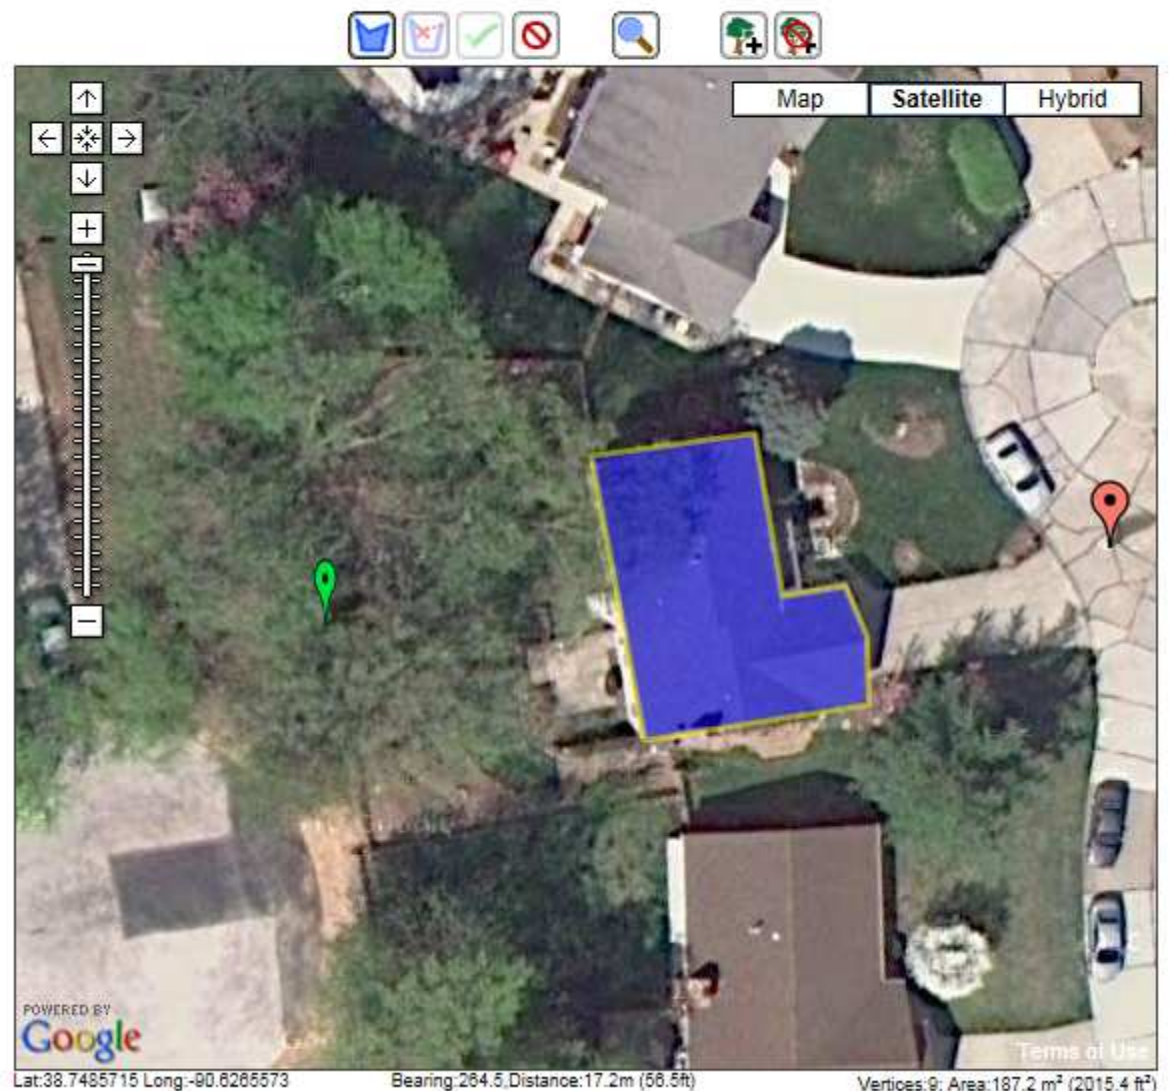 Map Satellite Hybrid
POWERED BY
Google
Terms of Use
Lat:38.7485715 Long:-90.6265573 Bearing:264.5,Distance:17.2m (56.5ft) Vertices:9; Area:187.2 m² (2015.4 ft²)